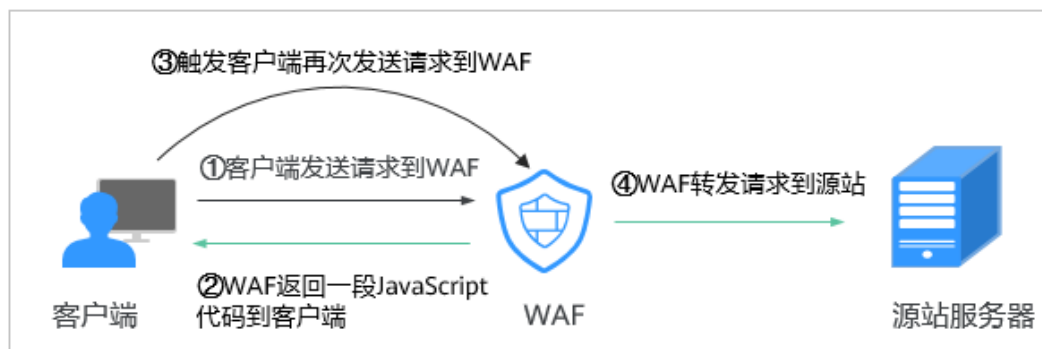 ③触发客户端再次发送请求到WAF
①客户端发送请求到WAF
④WAF转发请求到源站
②WAF返回一段JavaScript
代码到客户端
客户端
WAF
源站服务器